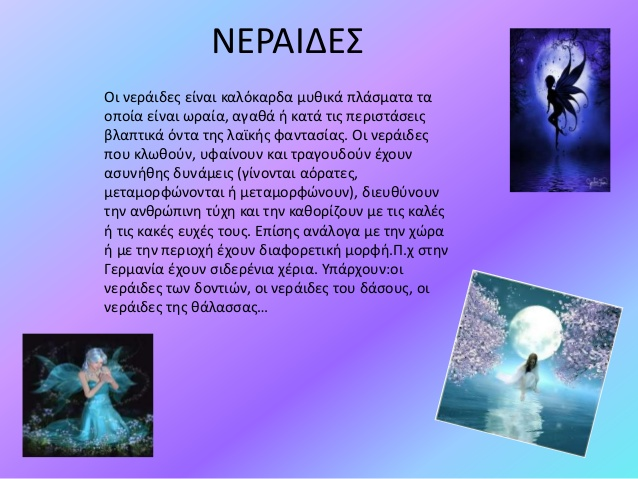 ΝΕΡΑΙΔΕΣ
Οι νεράιδες είναι καλόκαρδα μυθικά πλάσματα τα
οποία είναι ωραία, αγαθά ή κατά τις περιστάσεις
βλαπτικά όντα της λαϊκής φαντασίας. Οι νεράιδες
που κλωθούν, υφαίνουν και τραγουδούν έχουν
ασυνήθης δυνάμεις (γίνονται αόρατες,
μεταμορφώνονται ή μεταμορφώνουν), διευθύνουν
την ανθρώπινη τύχη και την καθορίζουν με τις καλές
ή τις κακές ευχές τους. Επίσης ανάλογα με την χώρα
ή με την περιοχή έχουν διαφορετική μορφή.Π.χ στην
Γερμανία έχουν σιδερένια χέρια. Υπάρχουν:οι
νεράιδες των δοντιών, οι νεράιδες του δάσους, οι
νεράιδες της θάλασσας…